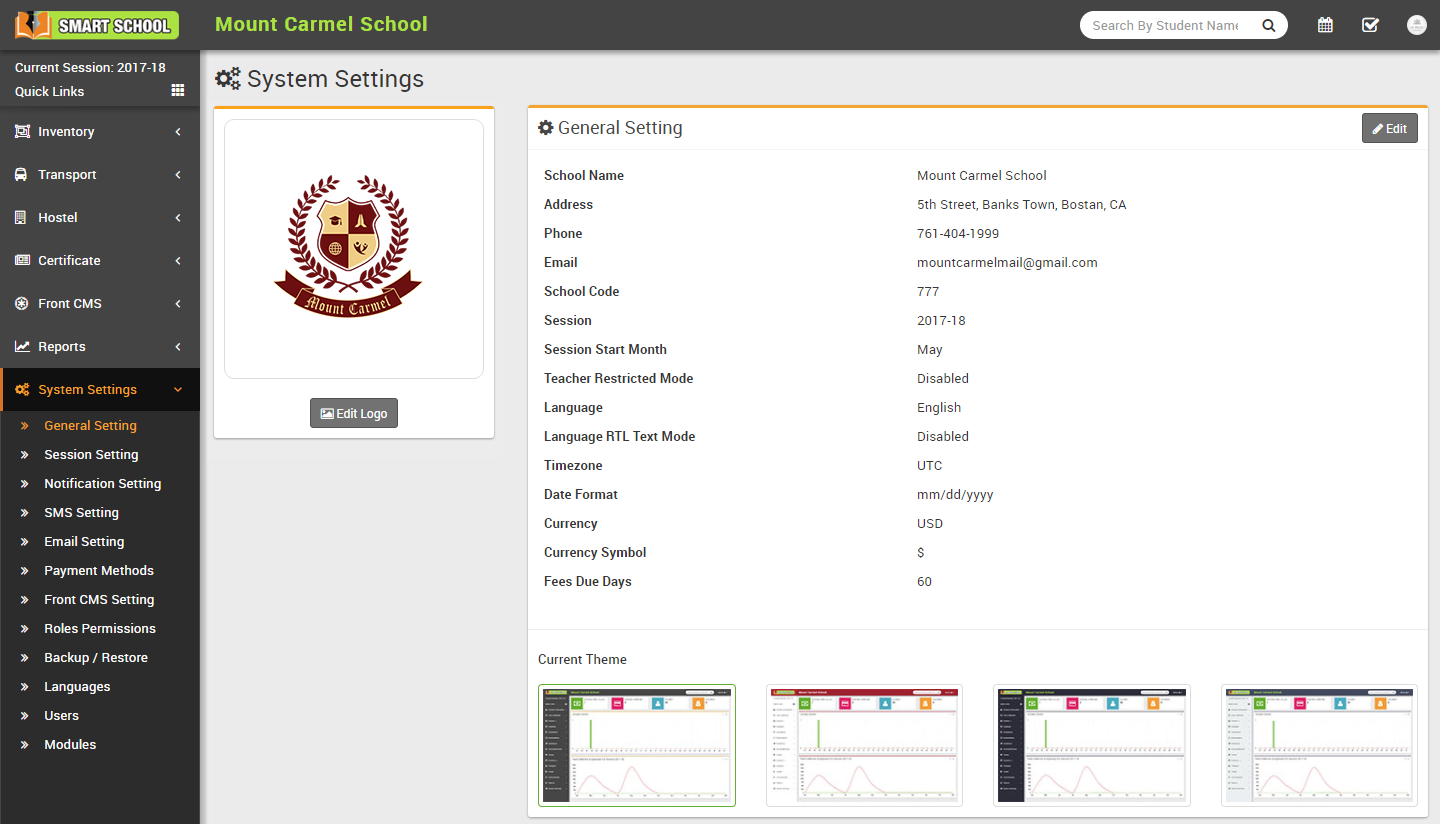 SMART SCHOOL
Mount Carmel School
Search By Student Name
Current Session: 2017-18
Quick Links
Inventory
Transport
Hostel
Certificate
Front CMS
Reports
System Settings
General Setting
Session Setting
Notification Setting
SMS Setting
Email Setting
Payment Methods
Front CMS Setting
Roles Permissions
Backup / Restore
Languages
Users
Modules
System Settings
Mount Carmel
Edit Logo
General Setting
Edit
School Name Mount Carmel School
Address 5th Street, Banks Town, Bostan, CA
Phone 761-404-1999
Email mountcarmelmail@gmail.com
School Code 777
Session 2017-18
Session Start Month May
Teacher Restricted Mode Disabled
Language English
Language RTL Text Mode Disabled
Timezone UTC
Date Format mm/dd/yyyy
Currency USD
Currency Symbol $
Fees Due Days 60
Current Theme